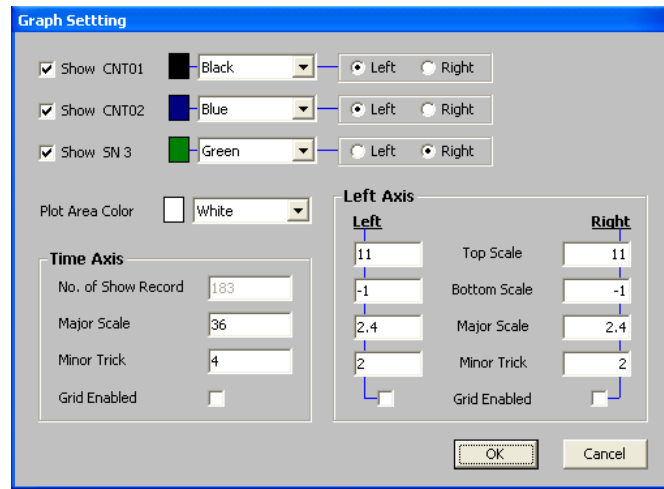 Graph Settting
Show CNT01 Black Left Right
Show CNT02 Blue Left Right
Show SN 3 Green Left Right
Plot Area Color White
Left Axis
Left Right
11 Top Scale 11
-1 Bottom Scale -1
2.4 Major Scale 2.4
2 Minor Trick 2
Grid Enabled
Time Axis
No. of Show Record 183
Major Scale 36
Minor Trick 4
Grid Enabled
OK Cancel